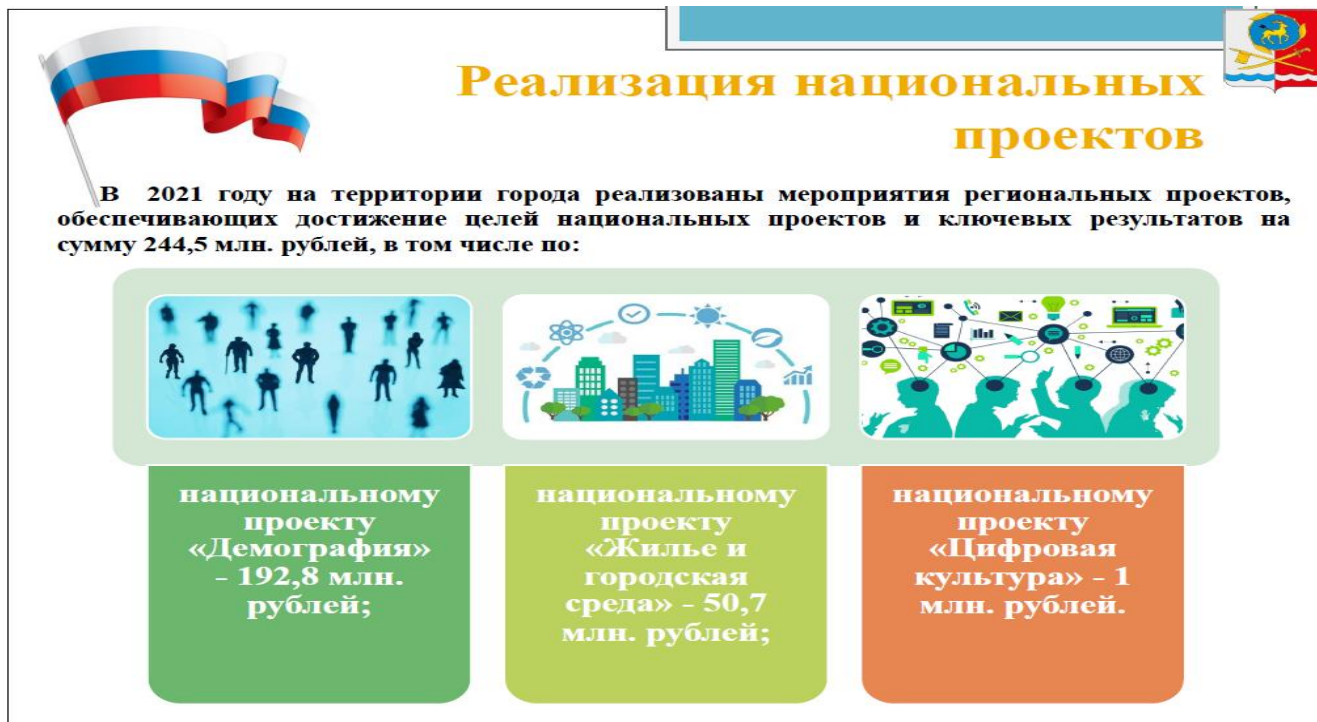 Реализация национальных
проектов
В 2021 году на территории города реализованы мероприятия региональных проектов,
обеспечивающих достижение целей национальных проектов и ключевых результатов на
сумму 244,5 млн. рублей, в том числе по:
национальному
проекту
«Демография»
- 192,8 млн.
рублей;
национальному
проекту
«Жилье и
городская
среда» - 50,7
млн. рублей;
национальному
проекту
«Цифровая
культура» - 1
млн. рублей.